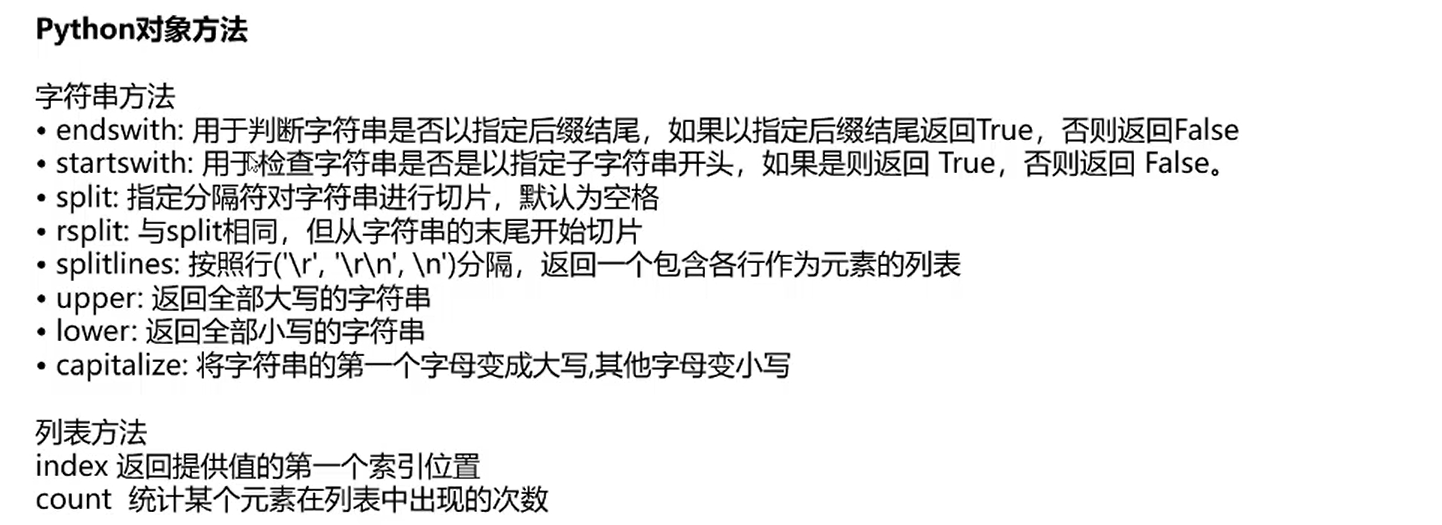 Python对象方法
字符串方法
• endswith: 用于判断字符串是否以指定后缀结尾，如果以指定后缀结尾返回True，否则返回False
• startswith: 用于检查字符串是否是以指定子字符串开头，如果是则返回 True，否则返回 False。
• split: 指定分隔符对字符串进行切片，默认为空格
• rsplit: 与split相同，但从字符串的末尾开始切片
• splitlines: 按照行('\r', '\r\n', \n')分隔，返回一个包含各行作为元素的列表
• upper: 返回全部大写的字符串
• lower: 返回全部小写的字符串
• capitalize: 将字符串的第一个字母变成大写,其他字母变小写
列表方法
index 返回提供值的第一个索引位置
count  统计某个元素在列表中出现的次数